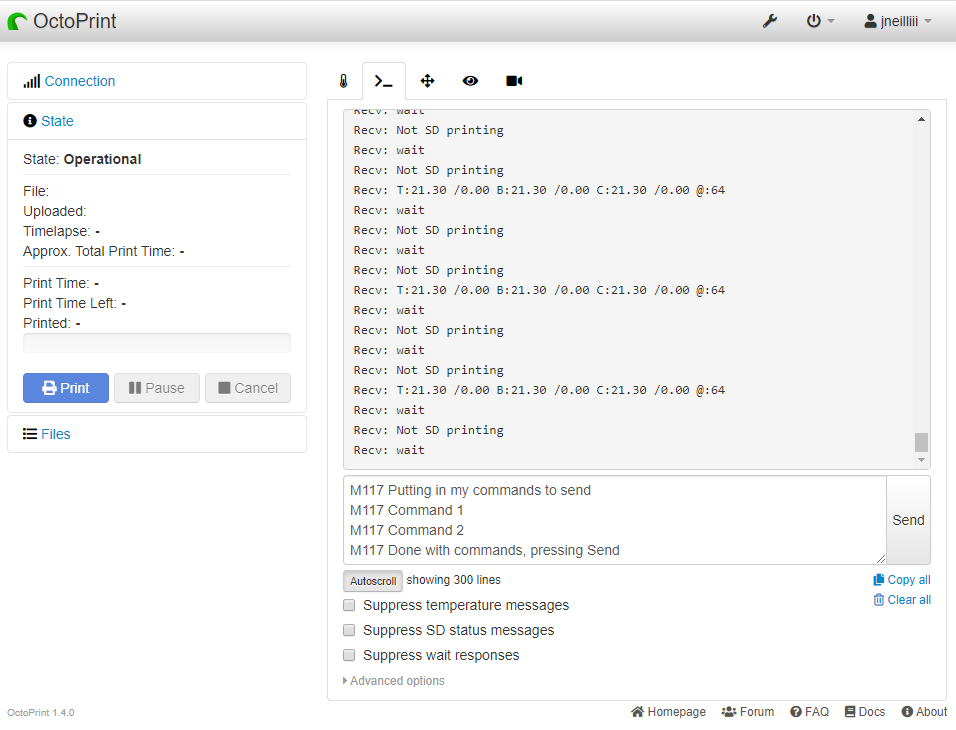 OctoPrint
jneilliii
Connection
State
State: Operational
File:
Uploaded:
Timelapse: -
Approx. Total Print Time: -
Print Time: -
Print Time Left: -
Printed: -
Print
Pause
Cancel
Files
Recv: wait
Recv: Not SD printing
Recv: wait
Recv: Not SD printing
Recv: T:21.30 /0.00 B:21.30 /0.00 C:21.30 /0.00 @:64
Recv: wait
Recv: Not SD printing
Recv: wait
Recv: Not SD printing
Recv: T:21.30 /0.00 B:21.30 /0.00 C:21.30 /0.00 @:64
Recv: wait
Recv: Not SD printing
Recv: wait
Recv: Not SD printing
Recv: T:21.30 /0.00 B:21.30 /0.00 C:21.30 /0.00 @:64
Recv: wait
Recv: Not SD printing
Recv: wait
M117 Putting in my commands to send
M117 Command 1
M117 Command 2
M117 Done with commands, pressing Send
Send
Autoscroll showing 300 lines
Copy all
Clear all
Suppress temperature messages
Suppress SD status messages
Suppress wait responses
Advanced options
OctoPrint 1.4.0
Homepage
Forum
FAQ
Docs
About